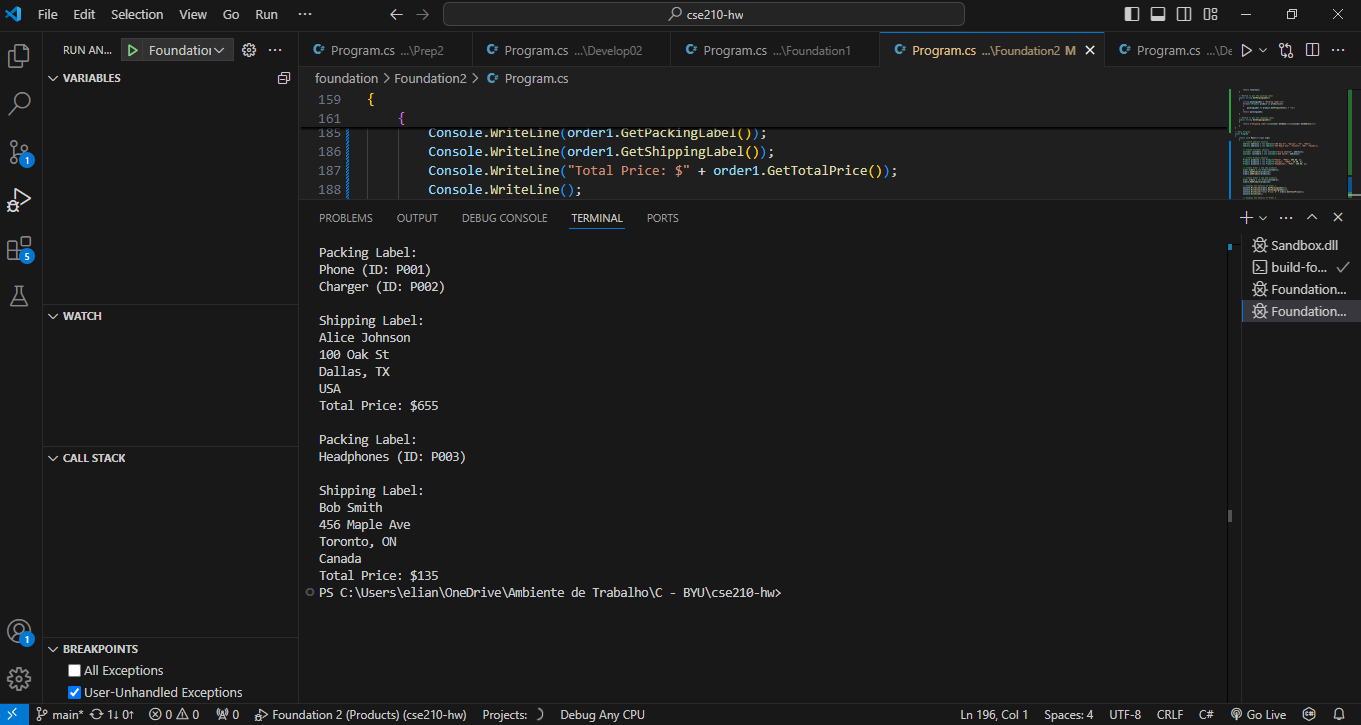 File Edit Selection View Go Run ··· cse210-hw
RUN AN... Foundation ···
Program.cs ...\Prep2 Program.cs ...\Develop02 Program.cs ...\Foundation1 Program.cs ...\Foundation2 M Program.cs ...\De
foundation > Foundation2 > Program.cs
VARIABLES
159 {
161 {
185 Console.WriteLine(order1.GetPackingLabel());
186 Console.WriteLine(order1.GetShippingLabel());
187 Console.WriteLine("Total Price: $" + order1.GetTotalPrice());
188 Console.WriteLine();
PROBLEMS OUTPUT DEBUG CONSOLE TERMINAL PORTS
Packing Label:
Phone (ID: P001)
Charger (ID: P002)
Shipping Label:
Alice Johnson
100 Oak St
Dallas, TX
USA
Total Price: $655
Packing Label:
Headphones (ID: P003)
Shipping Label:
Bob Smith
456 Maple Ave
Toronto, ON
Canada
Total Price: $135
PS C:\Users\elian\OneDrive\Ambiente de Trabalho\C - BYU\cse210-hw>
Sandbox.dll
build-fo...
Foundation...
Foundation...
WATCH
CALL STACK
BREAKPOINTS
All Exceptions
User-Unhandled Exceptions
1
5
1
main* 1↓ 0↑ 0 0 0 Foundation 2 (Products) (cse210-hw) Projects: Debug Any CPU Ln 196, Col 1 Spaces: 4 UTF-8 CRLF C# Go Live